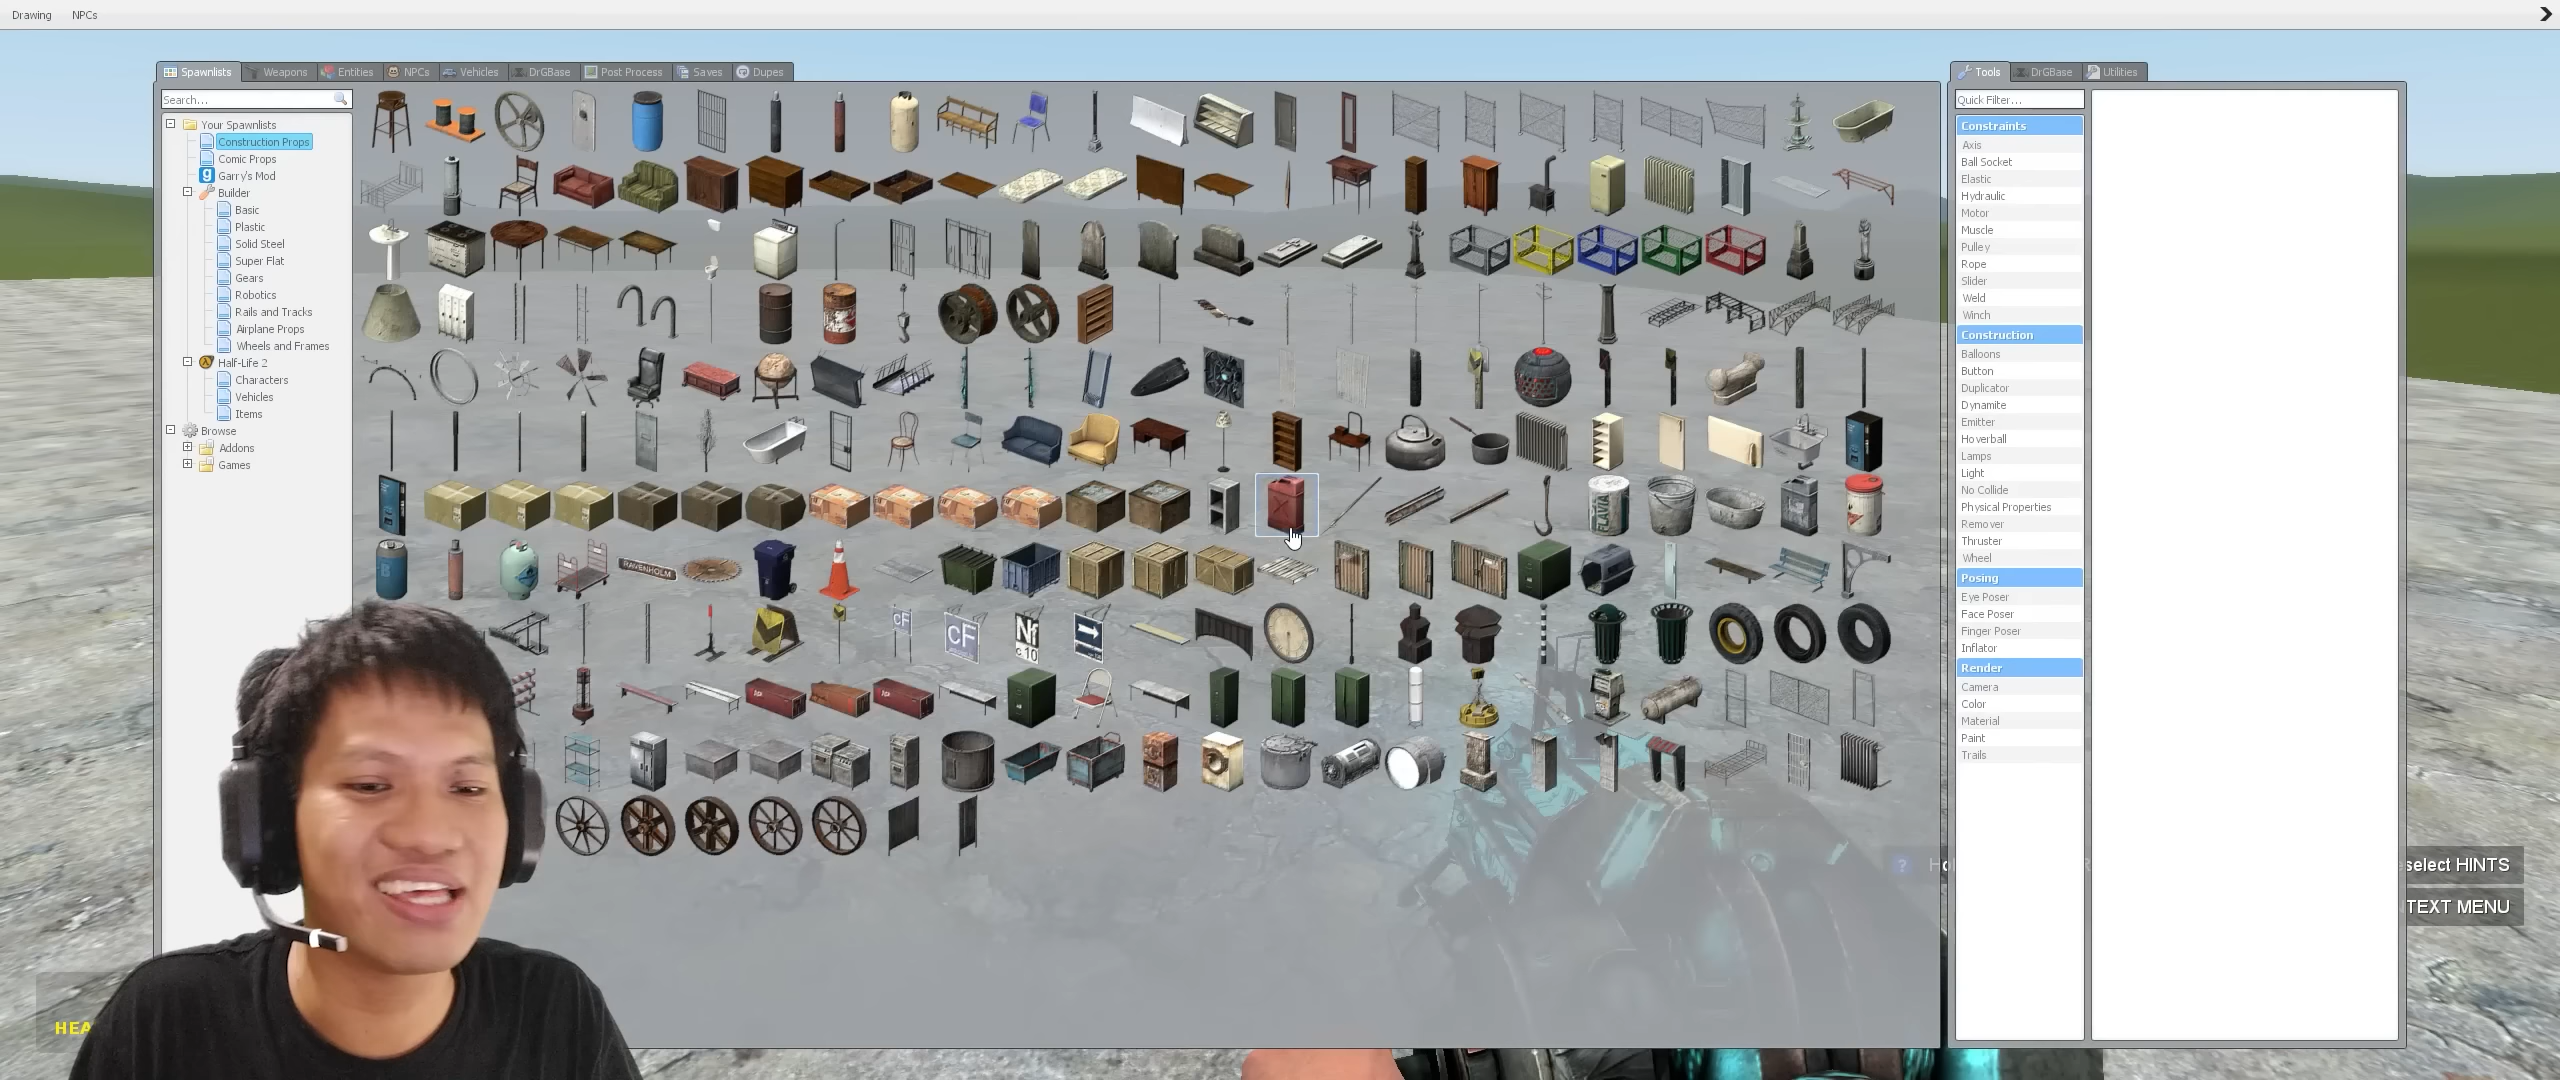 Drawing NPCs
Spawnlists Weapons Entities NPCs Vehicles DrGBase Post Process Saves Dupes
Tools DrGBase Utilities
Search...
Your Spawnlists
Construction Props
Comic Props
Garry's Mod
Builder
Basic
Plastic
Solid Steel
Super Flat
Gears
Robotics
Rails and Tracks
Airplane Props
Wheels and Frames
Half-Life 2
Characters
Vehicles
Items
Browse
Addons
Games
RAVENHOLM
cF
cF
Nf
c 10
Quick Filter...
Constraints
Axis
Ball Socket
Elastic
Hydraulic
Motor
Muscle
Pulley
Rope
Slider
Weld
Winch
Construction
Balloons
Button
Duplicator
Dynamite
Emitter
Hoverball
Lamps
Light
No Collide
Physical Properties
Remover
Thruster
Wheel
Posing
Eye Poser
Face Poser
Finger Poser
Inflator
Render
Camera
Color
Material
Paint
Trails
select HINTS
TEXT MENU
HEA